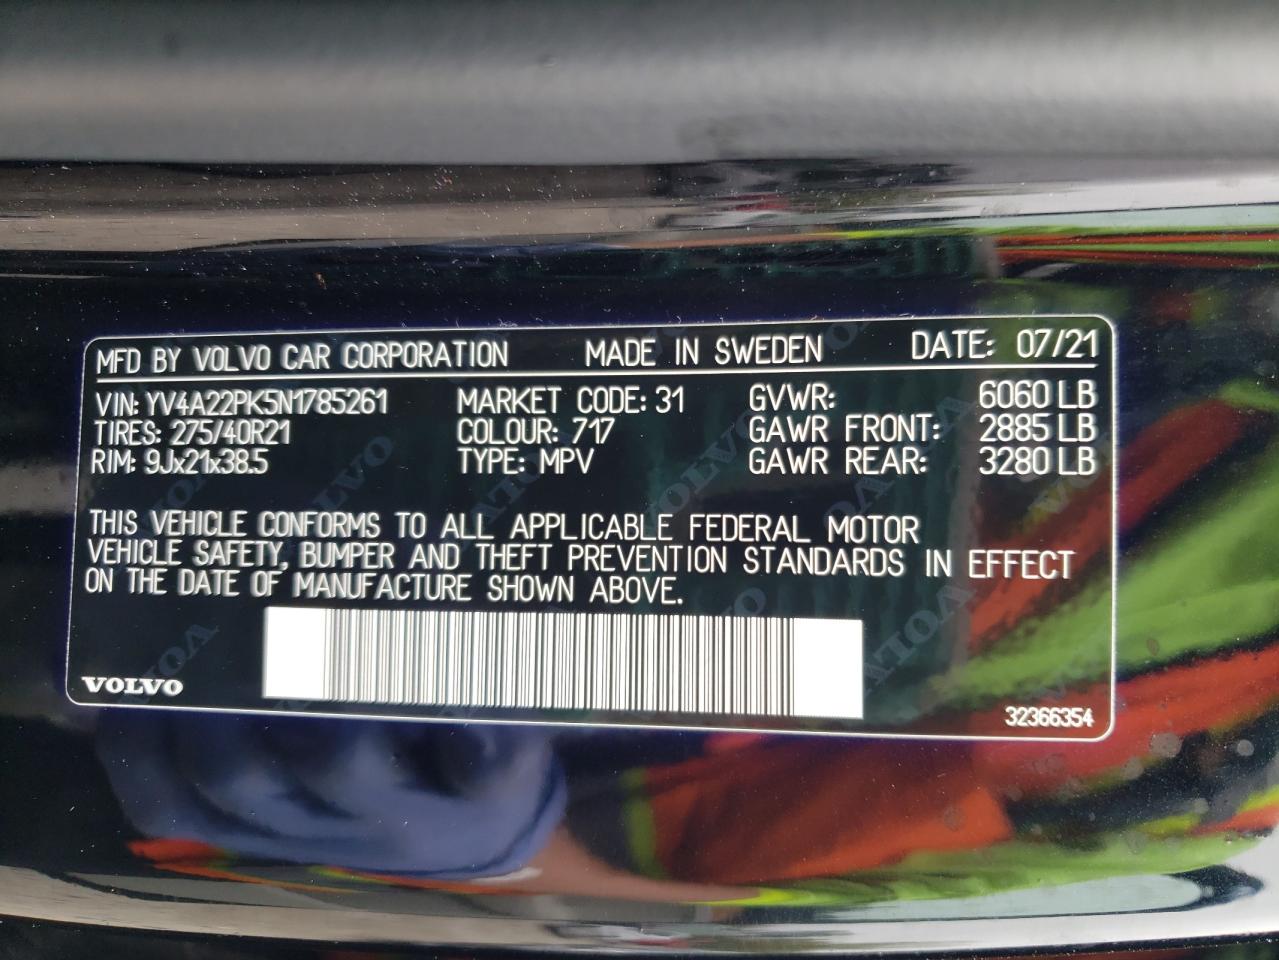 MFD BY VOLVO CAR CORPORATION MADE IN SWEDEN DATE: 07/21
VIN: YV4A22PK5N1785261 MARKET CODE: 31 GVWR: 6060 LB
TIRES: 275/40R21 COLOUR: 717 GAWR FRONT: 2885 LB
RIM: 9Jx21x38.5 TYPE: MPV GAWR REAR: 3280 LB
THIS VEHICLE CONFORMS TO ALL APPLICABLE FEDERAL MOTOR
VEHICLE SAFETY, BUMPER AND THEFT PREVENTION STANDARDS IN EFFECT
ON THE DATE OF MANUFACTURE SHOWN ABOVE.
VOLVO
32366354